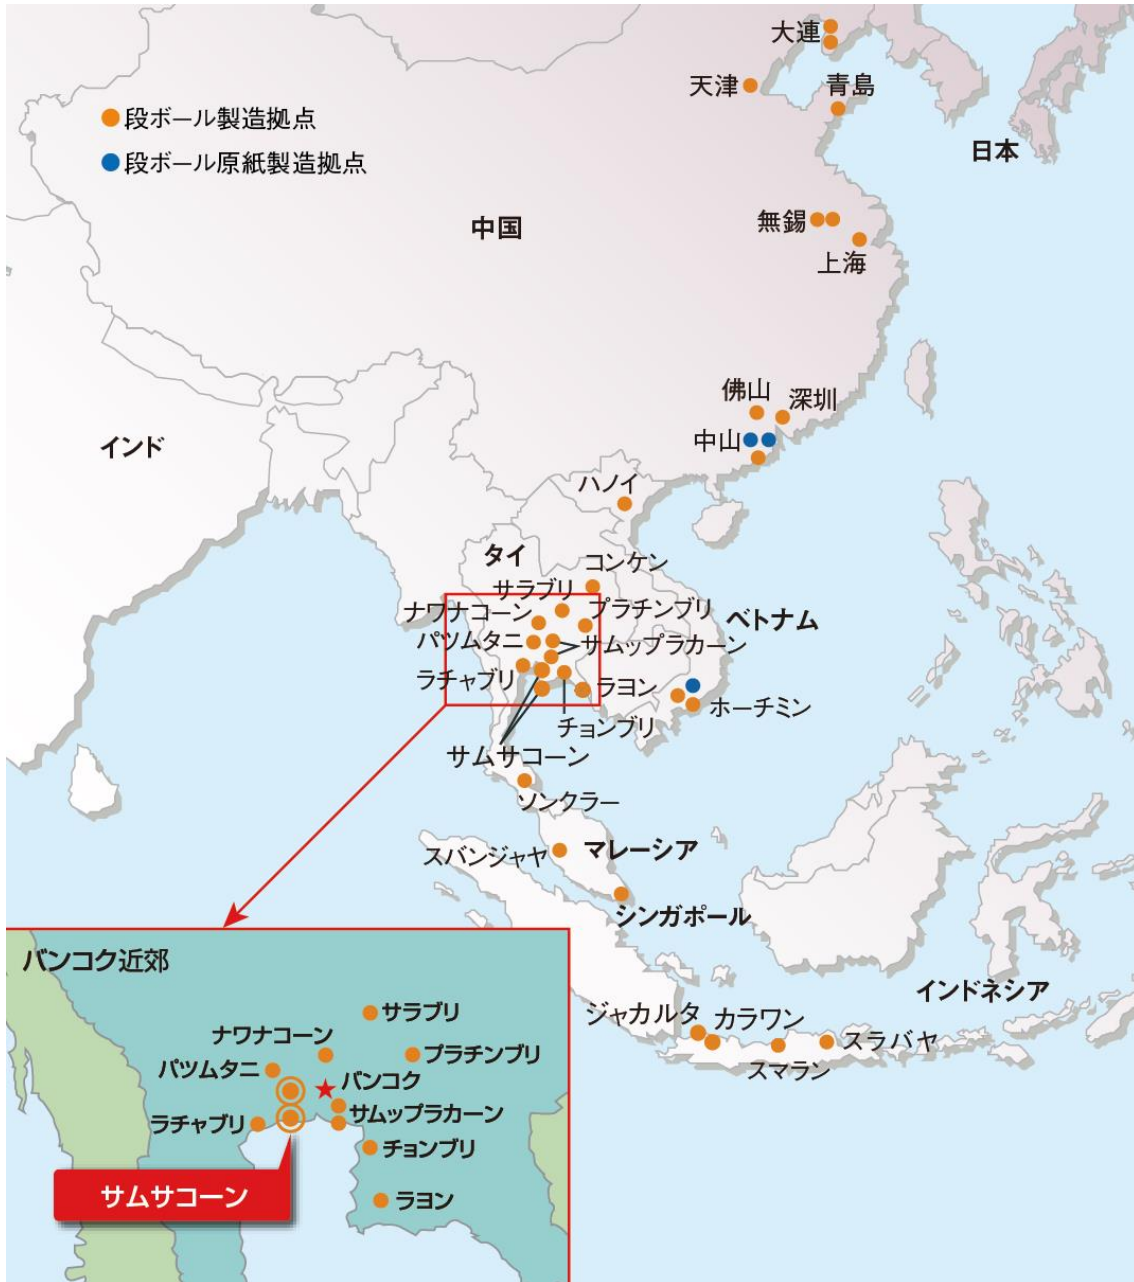 大連
天津
青島
段ボール製造拠点
日本
段ボール原紙製造拠点
無錫
中国
上海
佛山
深圳
中山
インド
ハノイ
タイ
コンケン
サラブリ
ナワナコーン
プラチンブリ
ベトナム
パツムタニ
サムップラカーン
ラチャブリ
ラヨン
ホーチミン
チョンブリ
サムサコーン
ソンクラー
スバンジャヤ
マレーシア
シンガポール
バンコク近郊
インドネシア
ジャカルタ
カラワン
スラバヤ
スマラン
サラブリ
ナワナコーン
プラチンブリ
パツムタニ
バンコク
サムップラカーン
ラチャブリ
チョンブリ
サムサコーン
ラヨン